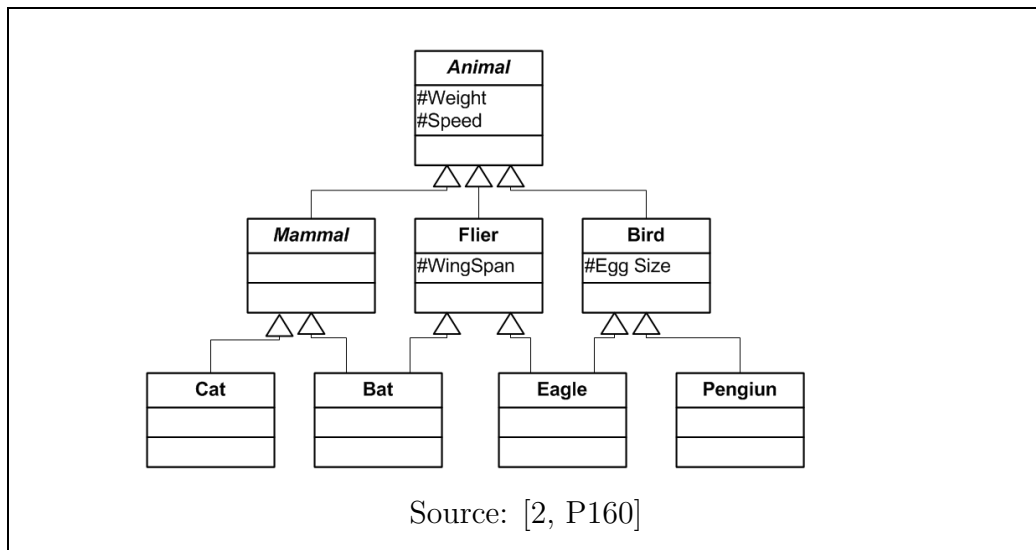 Animal
#Weight
#Speed
Mammal
Flier
Bird
#WingSpan
#Egg Size
Cat
Bat
Eagle
Pengiun
Source: [2, P160]